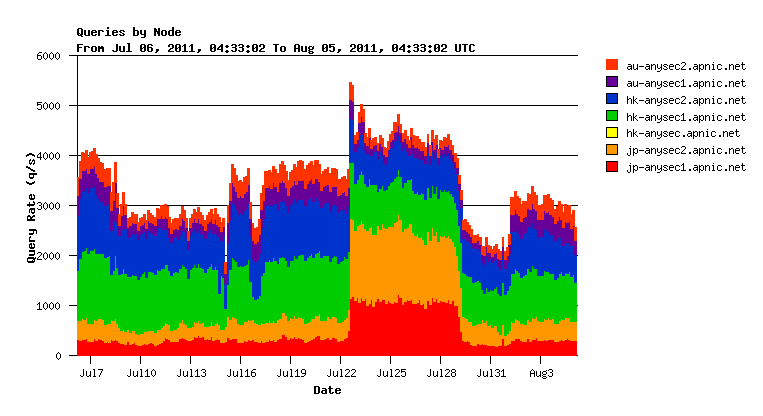 Queries by Node
From Jul 06, 2011, 04:33:02 To Aug 05, 2011, 04:33:02 UTC
6000
5000
4000
3000
2000
1000
0
Query Rate (q/s)
Jul7 Jul10 Jul13 Jul16 Jul19 Jul22 Jul25 Jul28 Jul31 Aug3
Date
au-anysec2.apnic.net
au-anysec1.apnic.net
hk-anysec2.apnic.net
hk-anysec1.apnic.net
hk-anysec.apnic.net
jp-anysec2.apnic.net
jp-anysec1.apnic.net